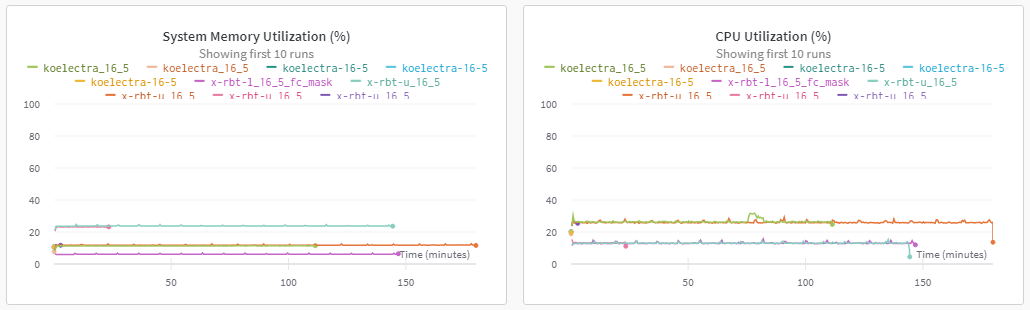 System Memory Utilization (%)
Showing first 10 runs
koelectra_16_5 koelectra_16_5 koelectra-16-5 koelectra-16-5
koelectra-16-5 x-rbt-l_16_5_fc_mask x-rbt-u_16_5
x-rbt-u_16_5 x-rbt-u_16_5 x-rbt-u_16_5
100
80
60
40
20
0
Time (minutes)
50 100 150
CPU Utilization (%)
Showing first 10 runs
koelectra_16_5 koelectra_16_5 koelectra-16-5 koelectra-16-5
koelectra-16-5 x-rbt-l_16_5_fc_mask x-rbt-u_16_5
x-rbt-u_16_5 x-rbt-u_16_5 x-rbt-u_16_5
100
80
60
40
20
0
Time (minutes)
50 100 150